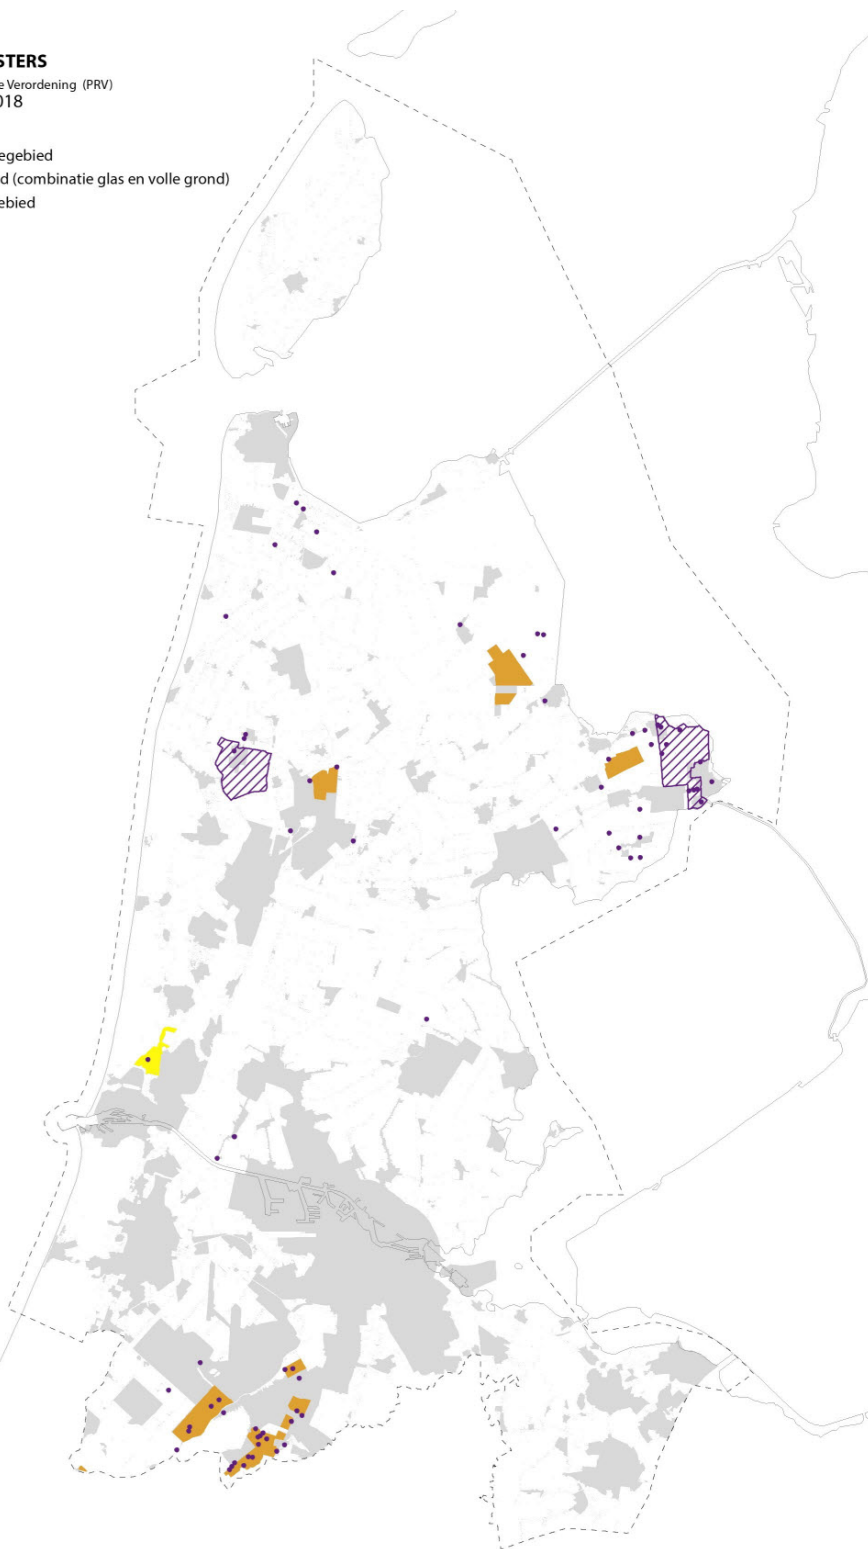 STERS
e Verordening (PRV)
018
egebied
d (combinatie glas en volle grond)
ebied